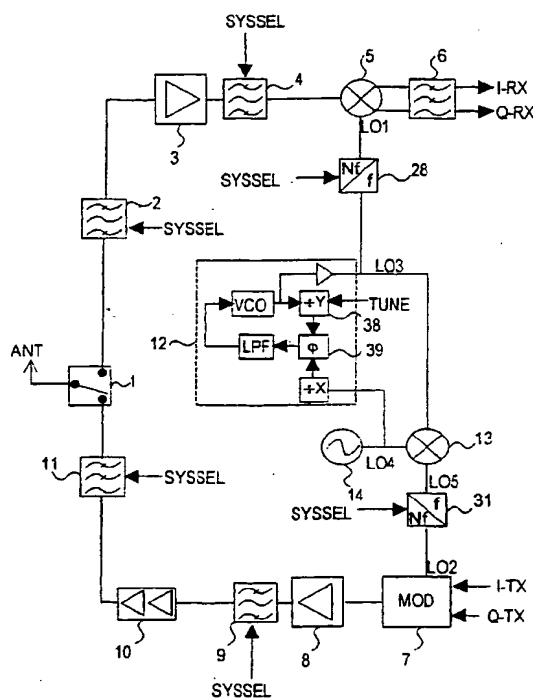 SYSSEL
4
5
6
I-RX
Q-RX
LO1
3
Nf
f
28
SYSSEL
2
SYSSEL
LO3
VCO
÷Y
TUNE
38
12
LPF
φ
39
÷X
ANT
1
13
LO4
14
LO5
11
SYSSEL
f
Nf
31
SYSSEL
LO2
I-TX
MOD
Q-TX
10
9
8
7
SYSSEL